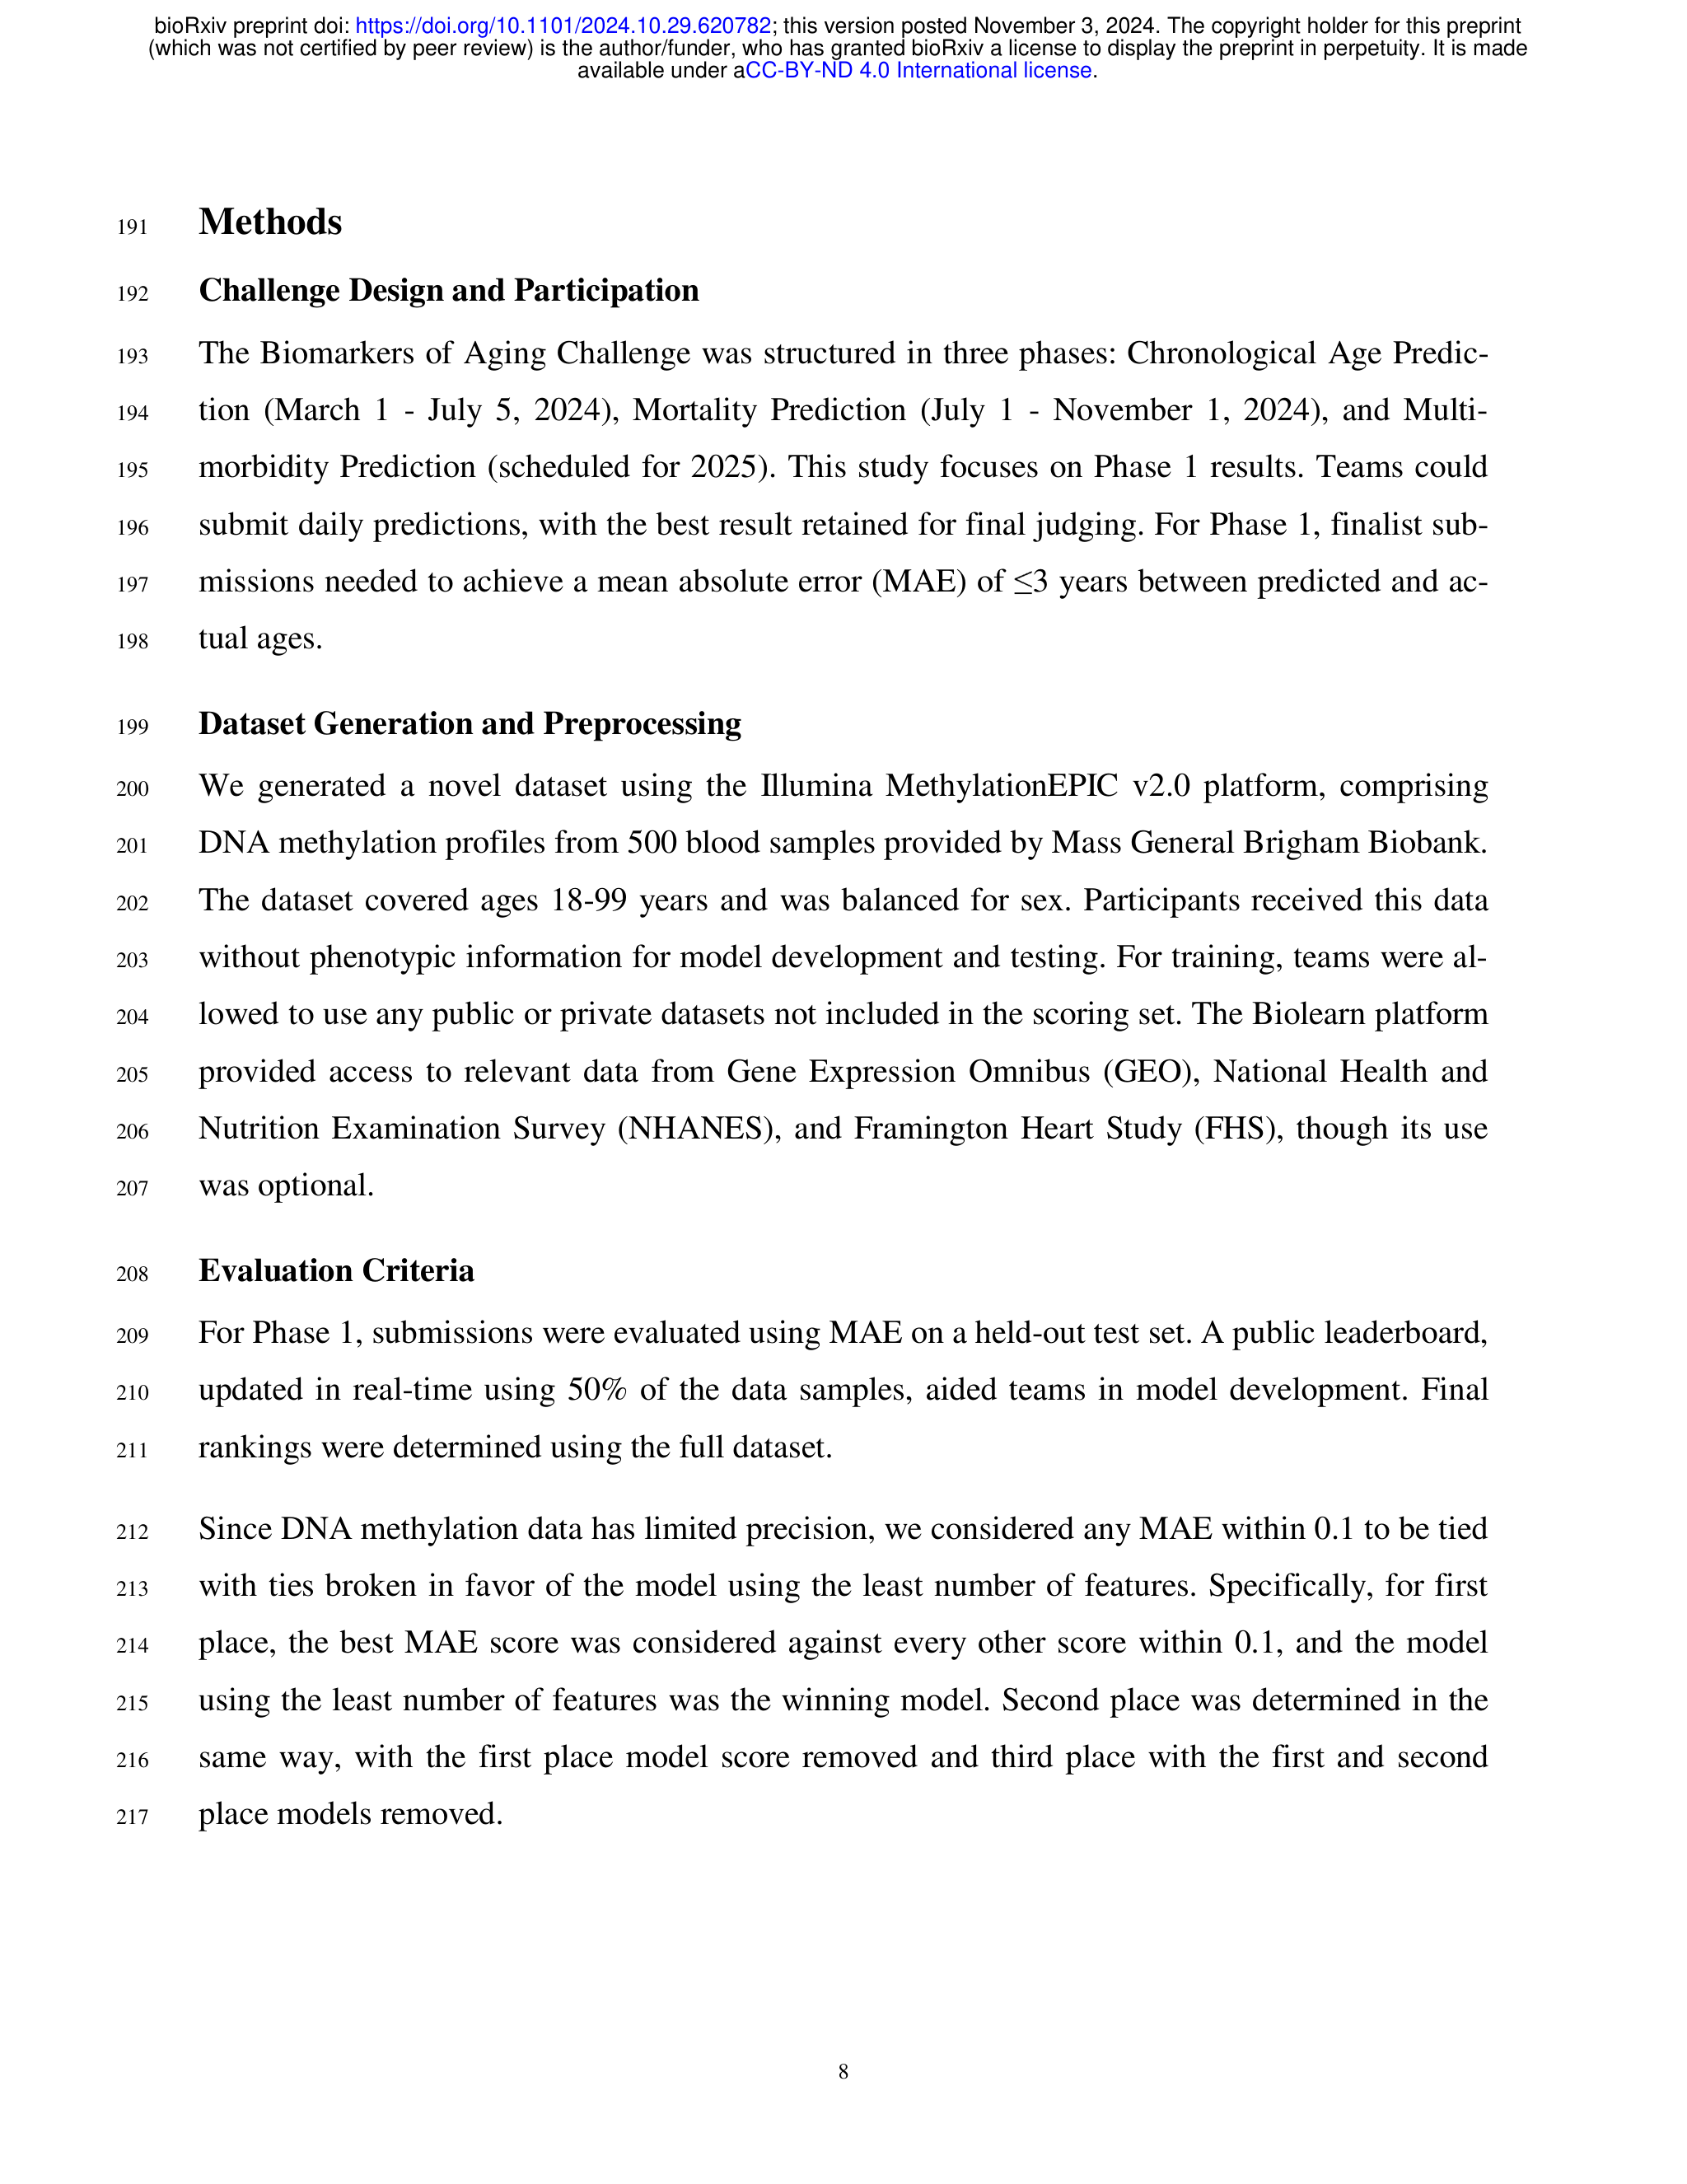 bioRxiv preprint doi: https://doi.org/10.1101/2024.10.29.620782; this version posted November 3, 2024. The copyright holder for this preprint
(which was not certified by peer review) is the author/funder, who has granted bioRxiv a license to display the preprint in perpetuity. It is made
available under aCC-BY-ND 4.0 International license.
191 Methods
192 Challenge Design and Participation
193 The Biomarkers of Aging Challenge was structured in three phases: Chronological Age Predic-
194 tion (March 1 - July 5, 2024), Mortality Prediction (July 1 - November 1, 2024), and Multi-
195 morbidity Prediction (scheduled for 2025). This study focuses on Phase 1 results. Teams could
196 submit daily predictions, with the best result retained for final judging. For Phase 1, finalist sub-
197 missions needed to achieve a mean absolute error (MAE) of ≤3 years between predicted and ac-
198 tual ages.
199 Dataset Generation and Preprocessing
200 We generated a novel dataset using the Illumina MethylationEPIC v2.0 platform, comprising
201 DNA methylation profiles from 500 blood samples provided by Mass General Brigham Biobank.
202 The dataset covered ages 18-99 years and was balanced for sex. Participants received this data
203 without phenotypic information for model development and testing. For training, teams were al-
204 lowed to use any public or private datasets not included in the scoring set. The Biolearn platform
205 provided access to relevant data from Gene Expression Omnibus (GEO), National Health and
206 Nutrition Examination Survey (NHANES), and Framington Heart Study (FHS), though its use
207 was optional.
208 Evaluation Criteria
209 For Phase 1, submissions were evaluated using MAE on a held-out test set. A public leaderboard,
210 updated in real-time using 50% of the data samples, aided teams in model development. Final
211 rankings were determined using the full dataset.
212 Since DNA methylation data has limited precision, we considered any MAE within 0.1 to be tied
213 with ties broken in favor of the model using the least number of features. Specifically, for first
214 place, the best MAE score was considered against every other score within 0.1, and the model
215 using the least number of features was the winning model. Second place was determined in the
216 same way, with the first place model score removed and third place with the first and second
217 place models removed.
8